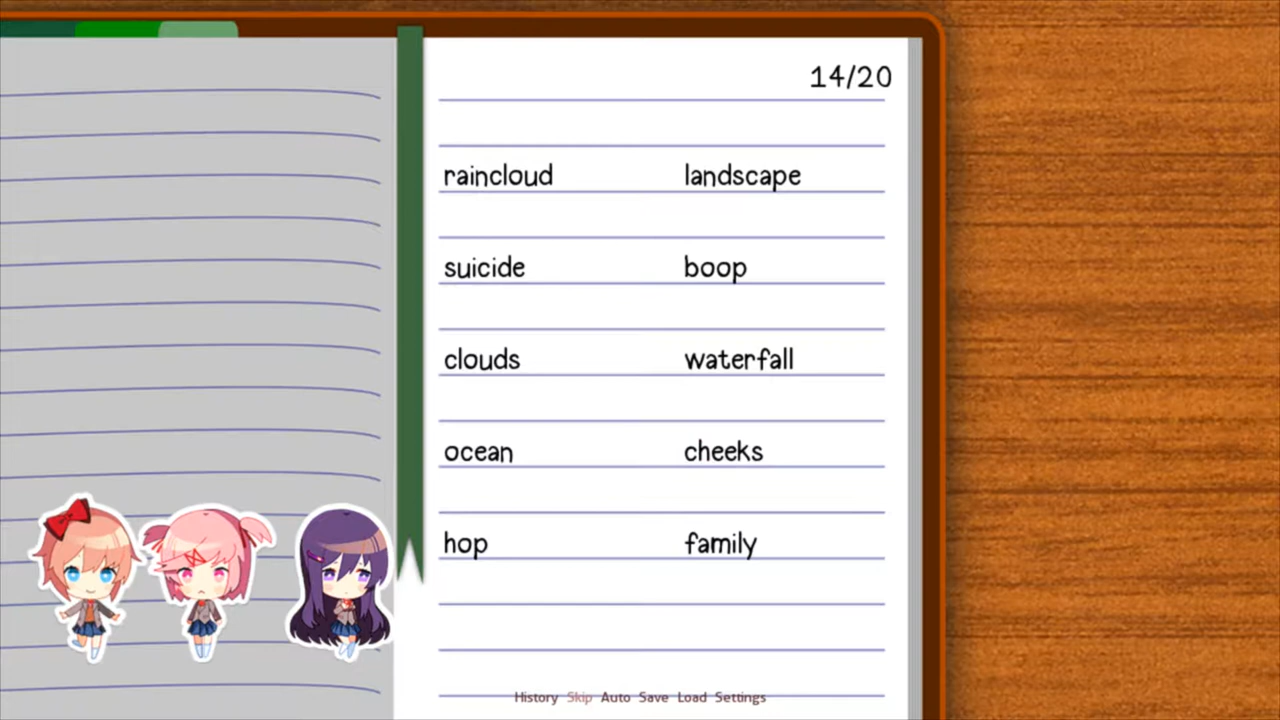 14/20
raincloud landscape
suicide boop
clouds waterfall
ocean cheeks
hop family
History Skip Auto Save Load Settings